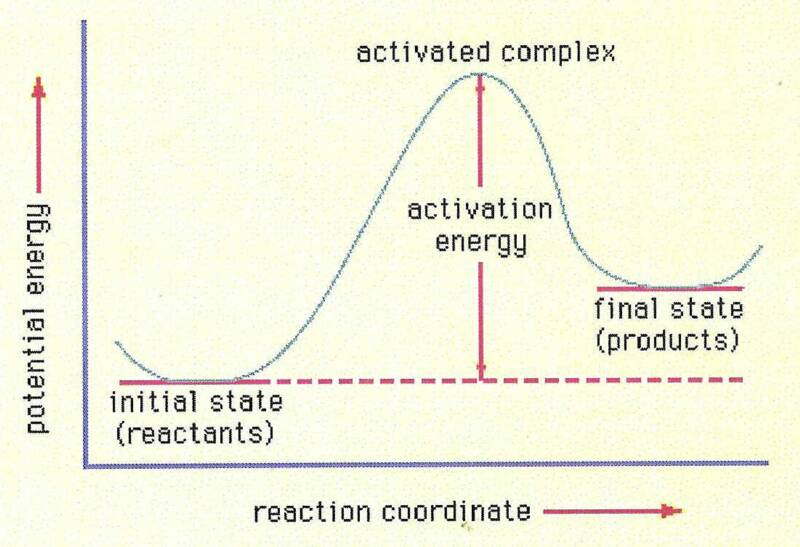 activated complex
potential energy
activation
energy
final state
(products)
initial state
(reactants)
reaction coordinate